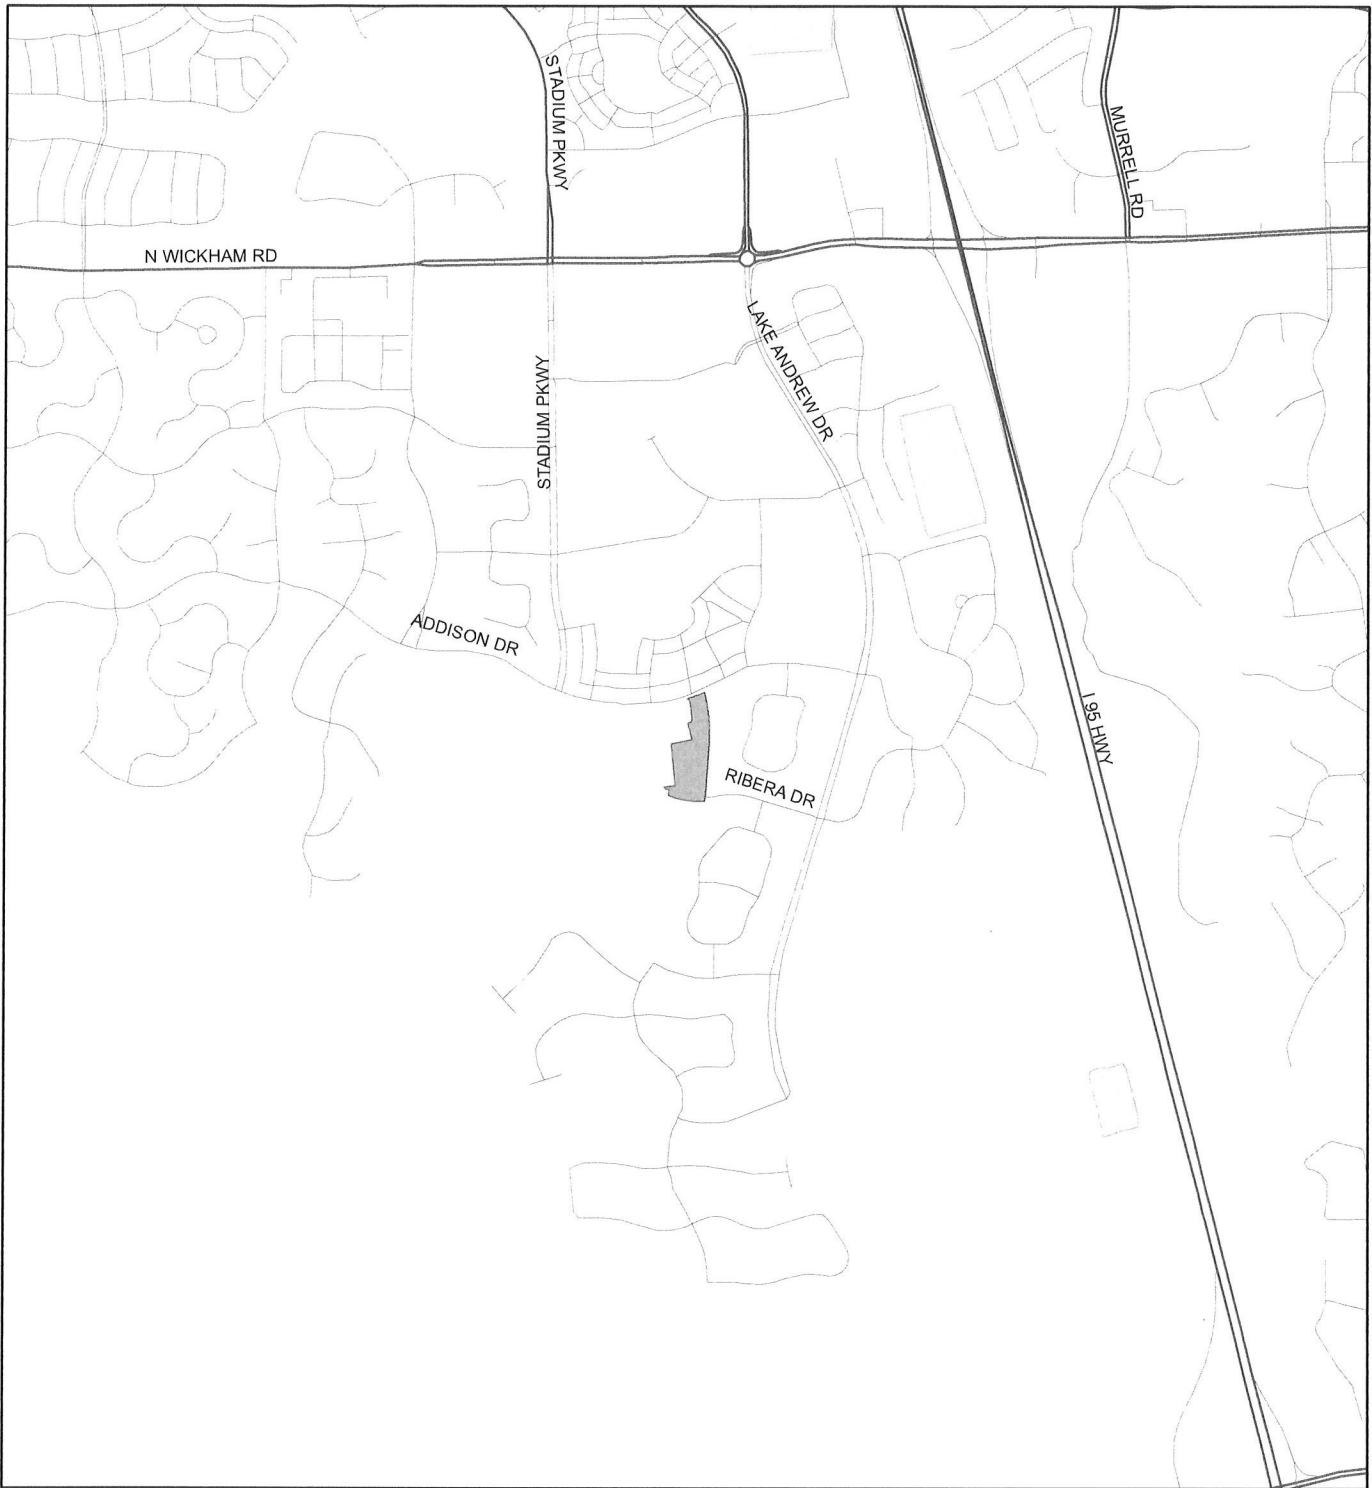 STADIUM PKWY
MURRELL RD
N WICKHAM RD
LAKE ANDREW DR
STADIUM PKWY
ADDISON DR
I 95 HWY
RIBERA DR